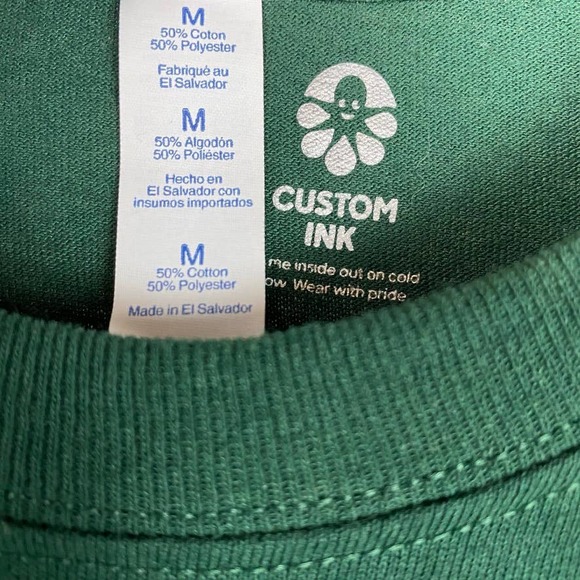 M
50% Coton
50% Polyester
Fabriqué au
El Salvador
M
50% Algodón
50% Poliéster
Hecho en
El Salvador con
insumos importados
M
50% Cotton
50% Polyester
Made in El Salvador
CUSTOM
INK
me inside out on cold
ow Wear with pride